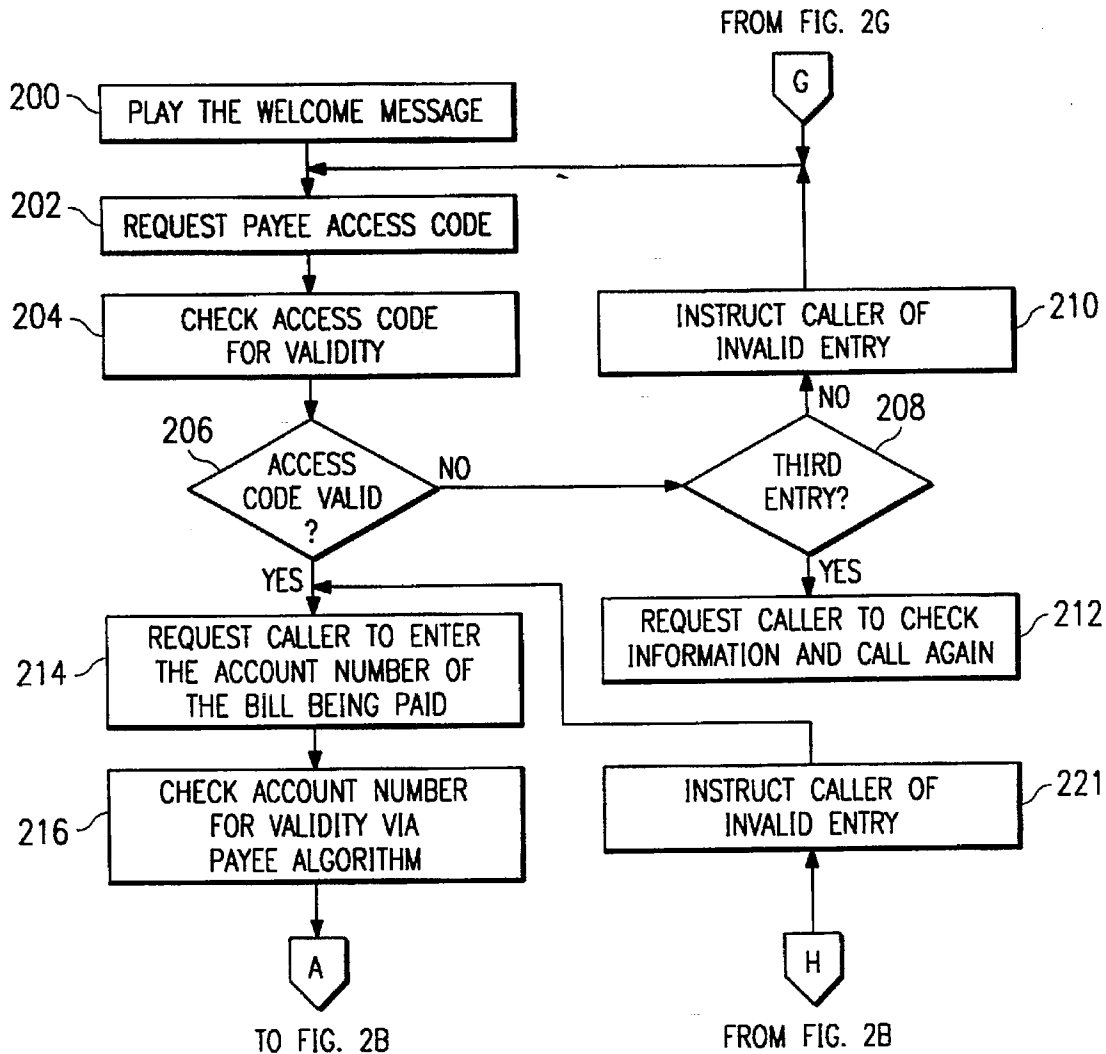 FROM FIG. 2G
G
200
PLAY THE WELCOME MESSAGE
202
REQUEST PAYEE ACCESS CODE
204
CHECK ACCESS CODE
FOR VALIDITY
INSTRUCT CALLER OF
INVALID ENTRY
210
NO
206
ACCESS
CODE VALID
?
NO
208
THIRD
ENTRY?
YES
YES
214
REQUEST CALLER TO ENTER
THE ACCOUNT NUMBER OF
THE BILL BEING PAID
REQUEST CALLER TO CHECK
INFORMATION AND CALL AGAIN
212
216
CHECK ACCOUNT NUMBER
FOR VALIDITY VIA
PAYEE ALGORITHM
INSTRUCT CALLER OF
INVALID ENTRY
221
A
H
TO FIG. 2B
FROM FIG. 2B